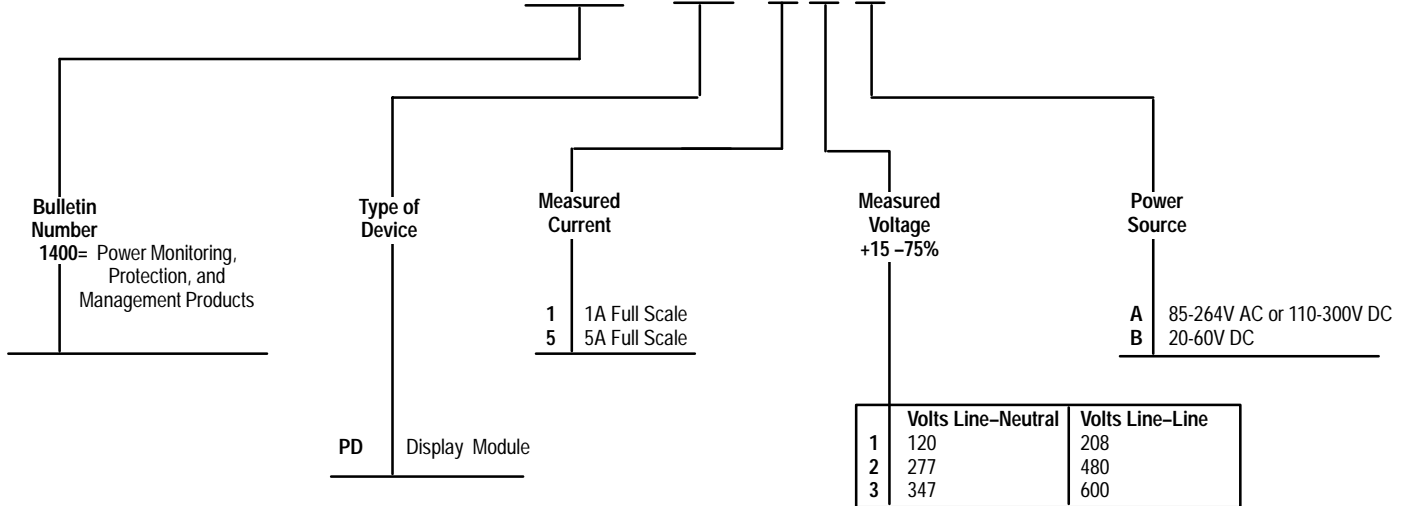 Bulletin
Number
1400= Power Monitoring,
Protection, and
Management Products
Type of
Device
PD Display Module
Measured
Current
1 1A Full Scale
5 5A Full Scale
Measured
Voltage
+15 –75%
Volts Line–Neutral Volts Line–Line
1 120 208
2 277 480
3 347 600
Power
Source
A 85-264V AC or 110-300V DC
B 20-60V DC